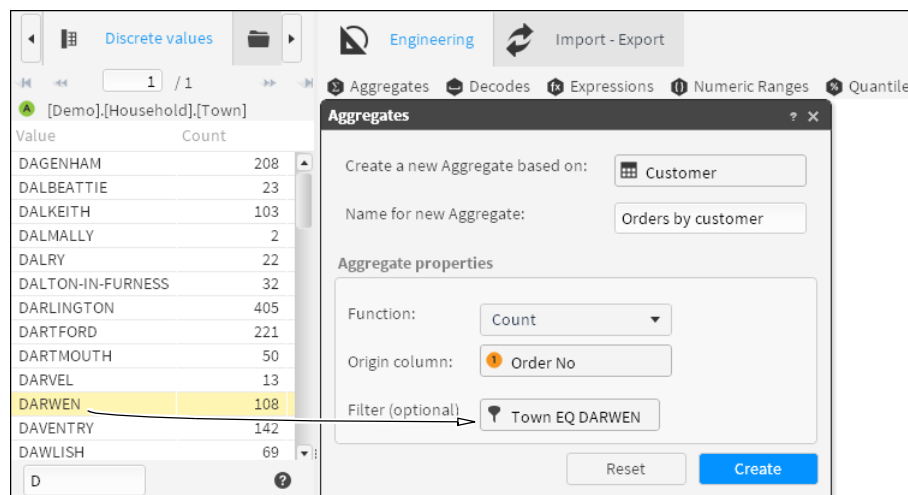 Discrete values
1 / 1
[Demo].[Household].[Town]
Value Count
DAGENHAM 208
DALBEATTIE 23
DALKEITH 103
DALMALLY 2
DALRY 22
DALTON-IN-FURNESS 32
DARLINGTON 405
DARTFORD 221
DARTMOUTH 50
DARVEL 13
DARWEN 108
DAVENTRY 142
DAWLISH 69
D
Engineering Import - Export
Aggregates Decodes Expressions Numeric Ranges Quantile
Aggregates
Create a new Aggregate based on: Customer
Name for new Aggregate: Orders by customer
Aggregate properties
Function: Count
Origin column: 1 Order No
Filter (optional) Town EQ DARWEN
Reset Create